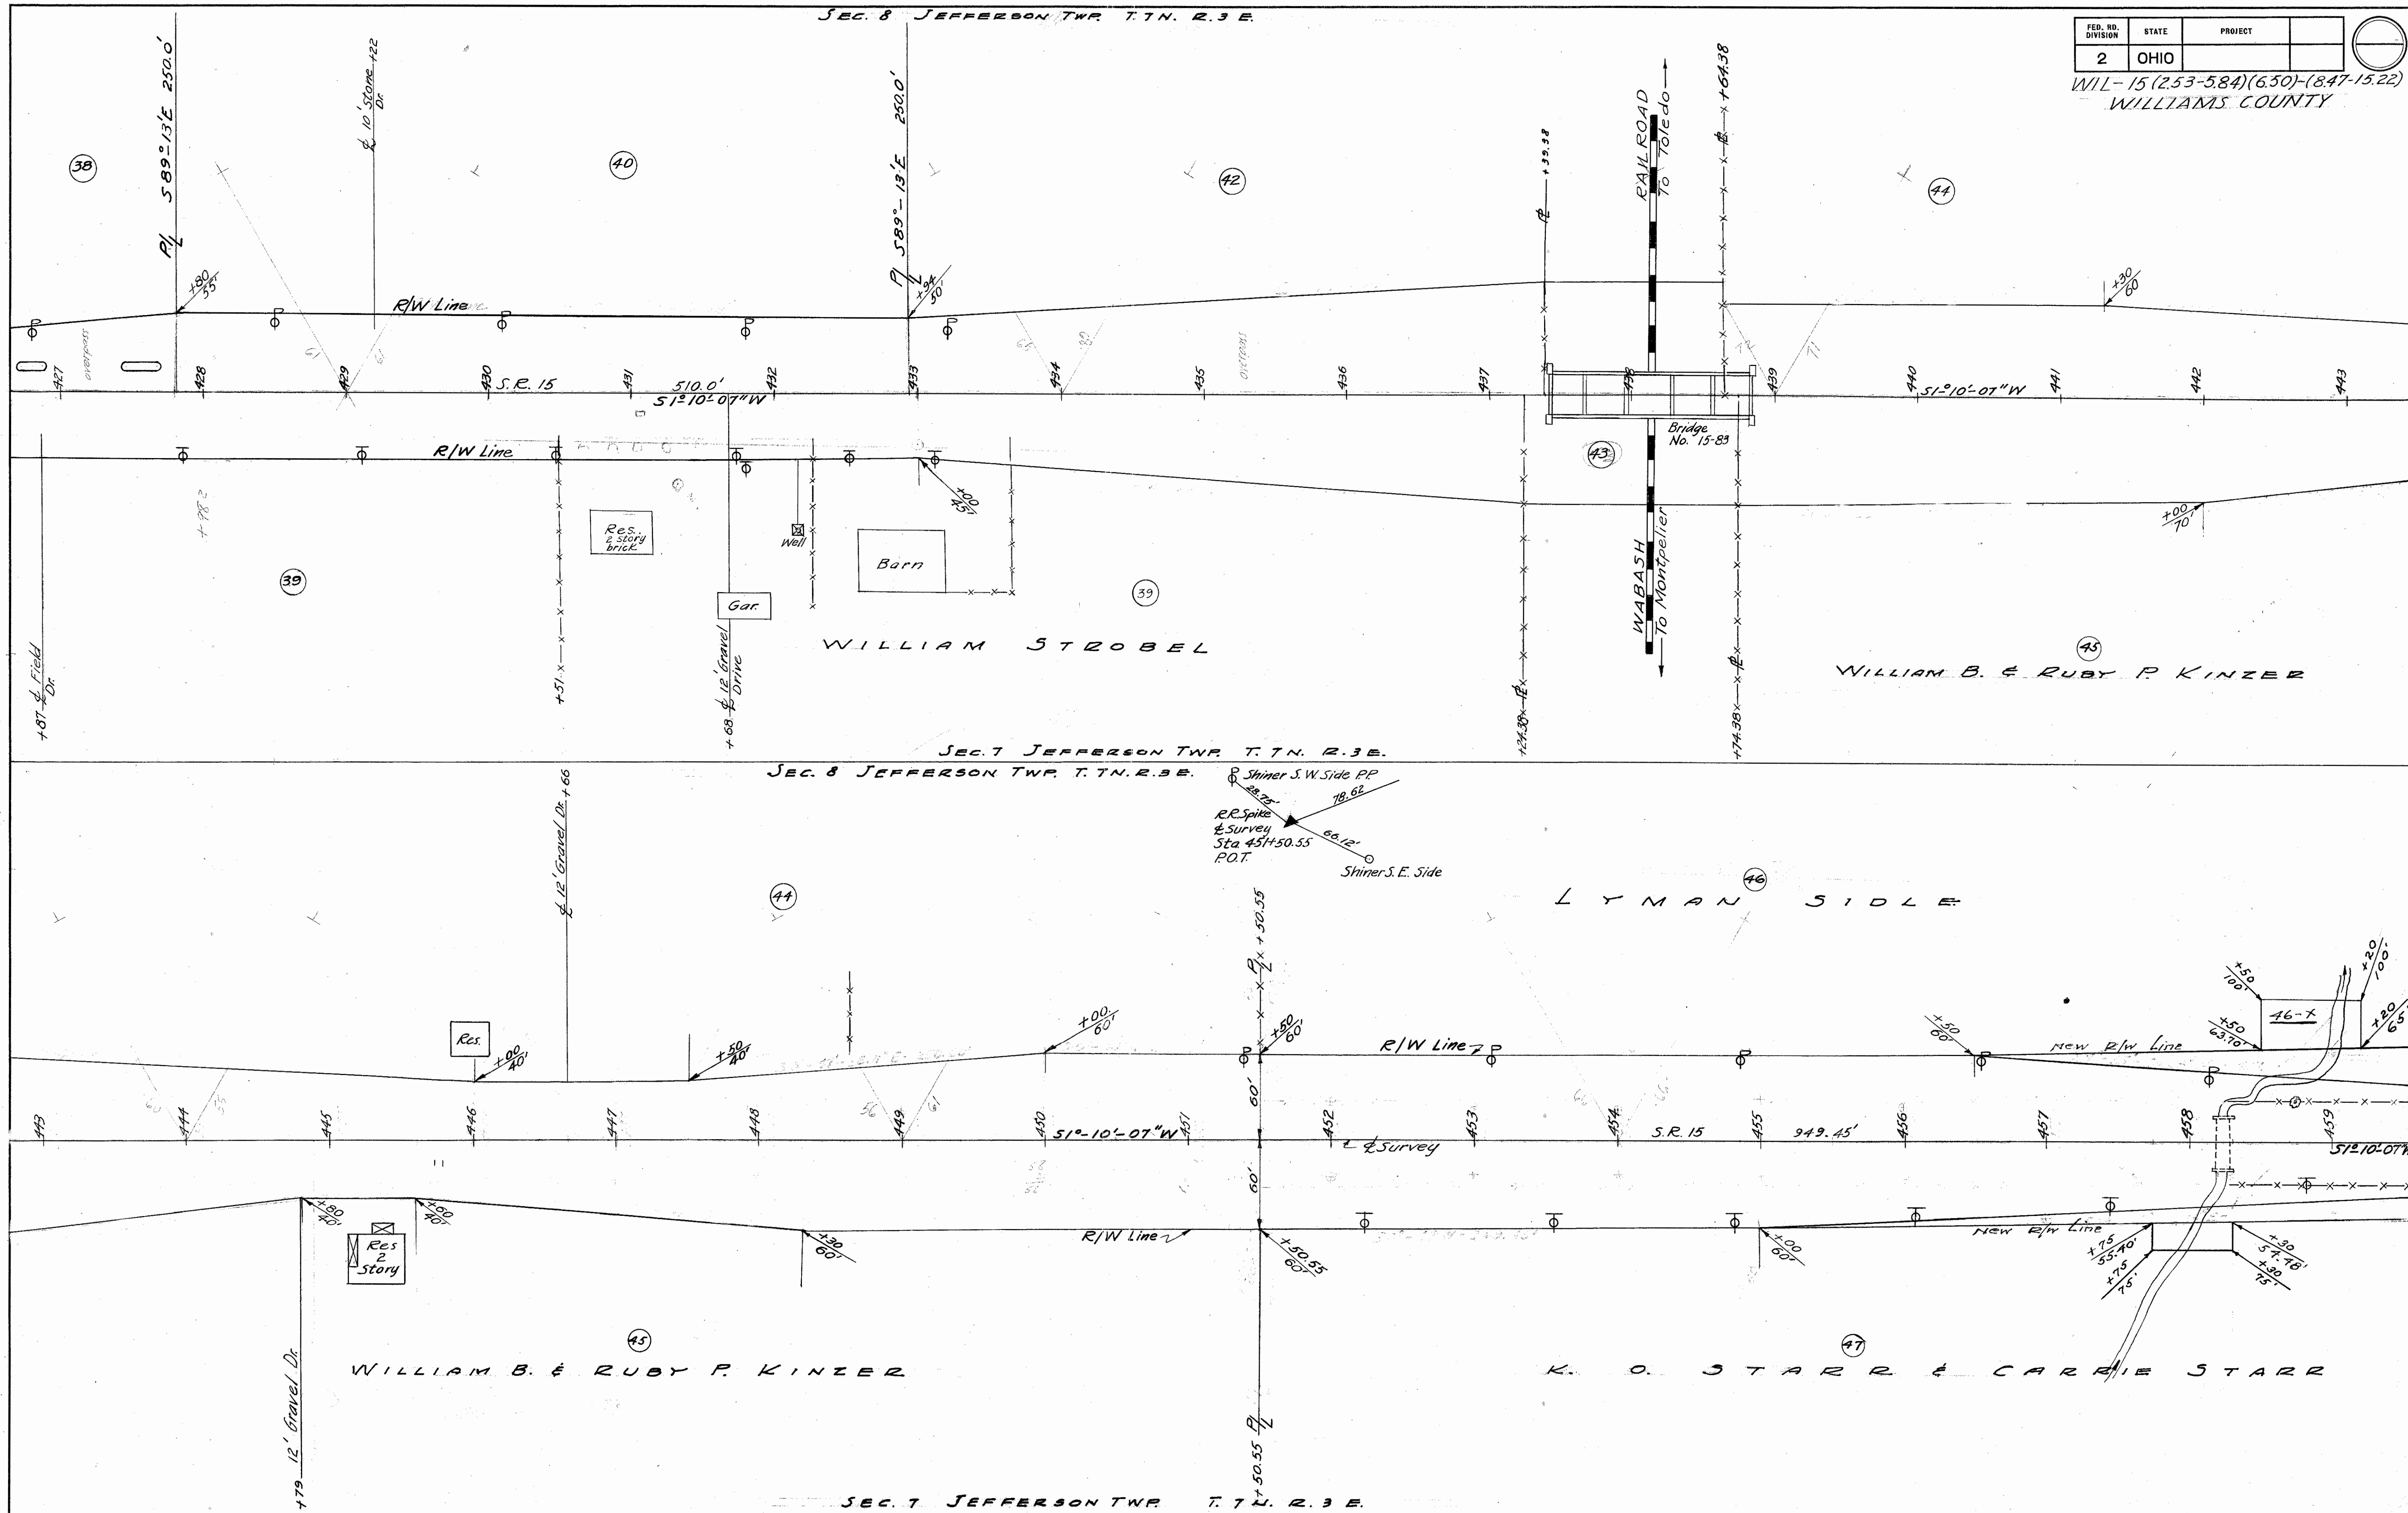 SEC. 8 JEFFERSON TWP. T. 7 N. R. 3 E.
FED. RD. DIVISION STATE PROJECT
2 OHIO
WIL-15 (2.53-5.84)(6.50)-(8.47-15.22)
WILLIAMS COUNTY
P/L S 89°-13'E 250.0'
℄ 10' Stone Dr. +22
P/L S 89°-13'E 250.0'
+39.38
RAILROAD
To Toledo
+64.38
38
40
42
44
+80 55'
R/W Line
+94 50'
+30 60'
overpass
overpass
427 428 429 430 431 432 433 434 435 436 437 438 439 440 441 442 443
S.R. 15
510.0'
S1°-10'-07"W
S1°-10'-07"W
Bridge No. 15-83
43
R/W Line
+98.2
Res. 2 Story brick
Well
Barn
Gar.
+00 70'
39
39
WILLIAM STROBEL
WABASH
To Montpelier
45
WILLIAM B. & RUBY P. KINZER
+87 ℄ Field Dr.
+51
+68 ℄ 12' Gravel Drive
+24.38
+74.38
SEC. 7 JEFFERSON TWP. T. 7 N. R. 3 E.
SEC. 8 JEFFERSON TWP. T. 7N. R. 3 E.
Shiner S.W. Side P.P.
28.75'
78.62
66.12'
R.R. Spike
℄ Survey
Sta. 451+50.55
P.O.T.
Shiner S.E. Side
℄ 12' Gravel Dr. +66
44
46
LYMAN SIDLE
P/L +50.55
Res.
+00 40'
+50 40'
+00 60'
+50 60'
R/W Line
+50 60'
New R/W Line
+50 100'
+50 63.70'
46-X
+20 100'
+20 65'
60'
443 444 445 446 447 448 449 450 451 452 453 454 455 456 457 458 459
S1°-10'-07"W
℄ Survey
S.R. 15
949.45'
S1°10'-07"W
60'
+80 40'
+60 40'
Res 2 Story
+30 60'
R/W Line
+50.55 60'
+00 60'
New R/W Line
+75 55.40'
+75 75'
+30 54.48'
+30 75'
45
WILLIAM B. & RUBY P. KINZER
47
K. O. STARR & CARRIE STARR
+79 12' Gravel Dr.
+50.55 P/L
SEC. 7 JEFFERSON TWP. T. 7 N. R. 3 E.